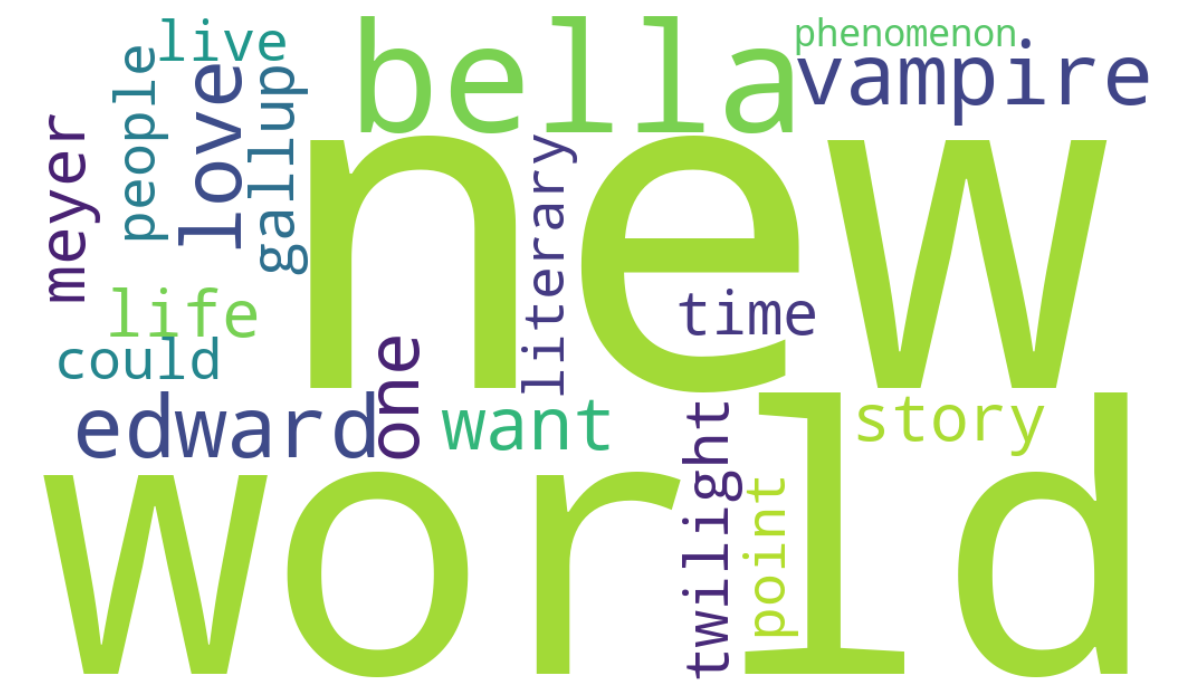 live
phenomenon
bella
vampire
people
love
gallup
meyer
new
literary
life
time
could
one
edward
want
story
twilight
point
world